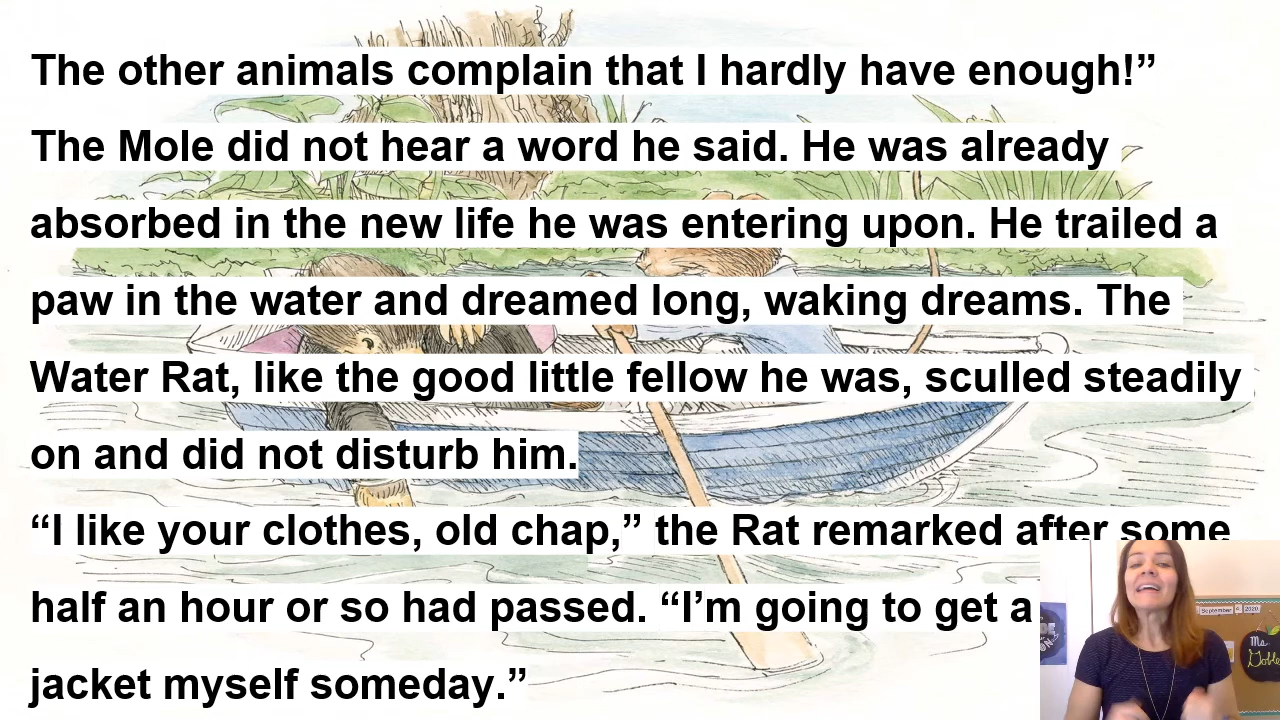 The other animals complain that I hardly have enough!”
The Mole did not hear a word he said. He was already
absorbed in the new life he was entering upon. He trailed a
paw in the water and dreamed long, waking dreams. The
Water Rat, like the good little fellow he was, sculled steadily
on and did not disturb him.
“I like your clothes, old chap,” the Rat remarked after some
half an hour or so had passed. “I’m going to get a
jacket myself someday.”
September 4 2020
Ms